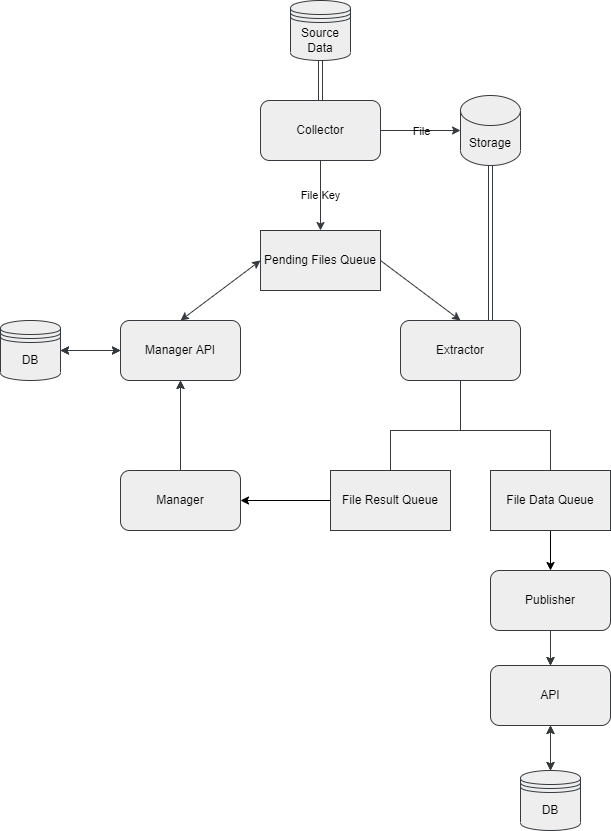 Source
Data
Collector
File
Storage
File Key
Pending Files Queue
DB
Manager API
Extractor
Manager
File Result Queue
File Data Queue
Publisher
API
DB